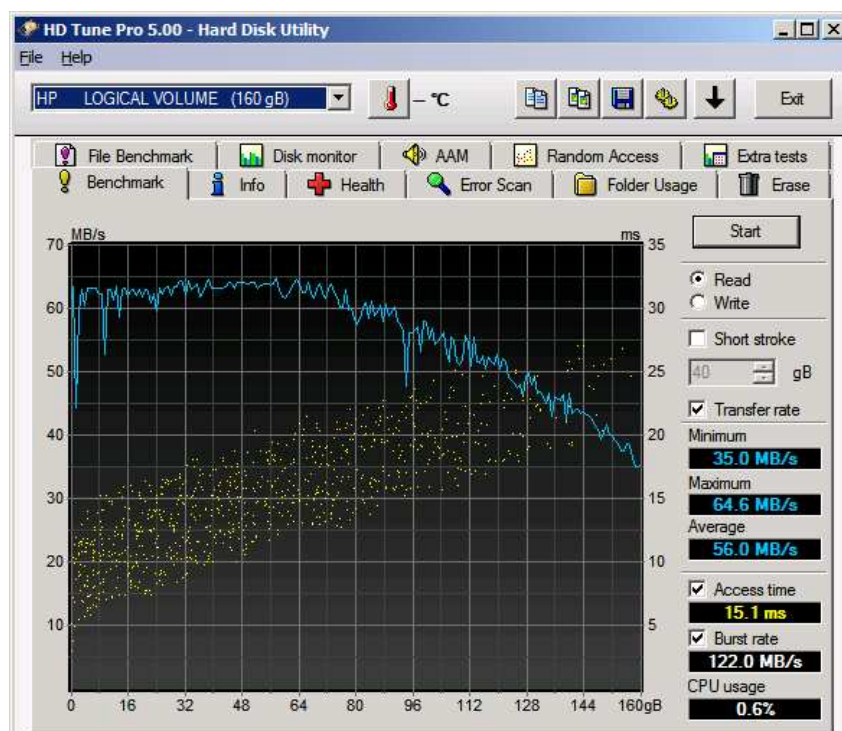 HD Tune Pro 5.00 - Hard Disk Utility
File Help
HP LOGICAL VOLUME (160 gB)
– °C
Exit
File Benchmark Disk monitor AAM Random Access Extra tests
Benchmark Info Health Error Scan Folder Usage Erase
Start
MB/s ms
70 35
60 30
50 25
40 20
30 15
20 10
10 5
0 16 32 48 64 80 96 112 128 144 160gB
Read
Write
Short stroke
40 gB
Transfer rate
Minimum
35.0 MB/s
Maximum
64.6 MB/s
Average
56.0 MB/s
Access time
15.1 ms
Burst rate
122.0 MB/s
CPU usage
0.6%